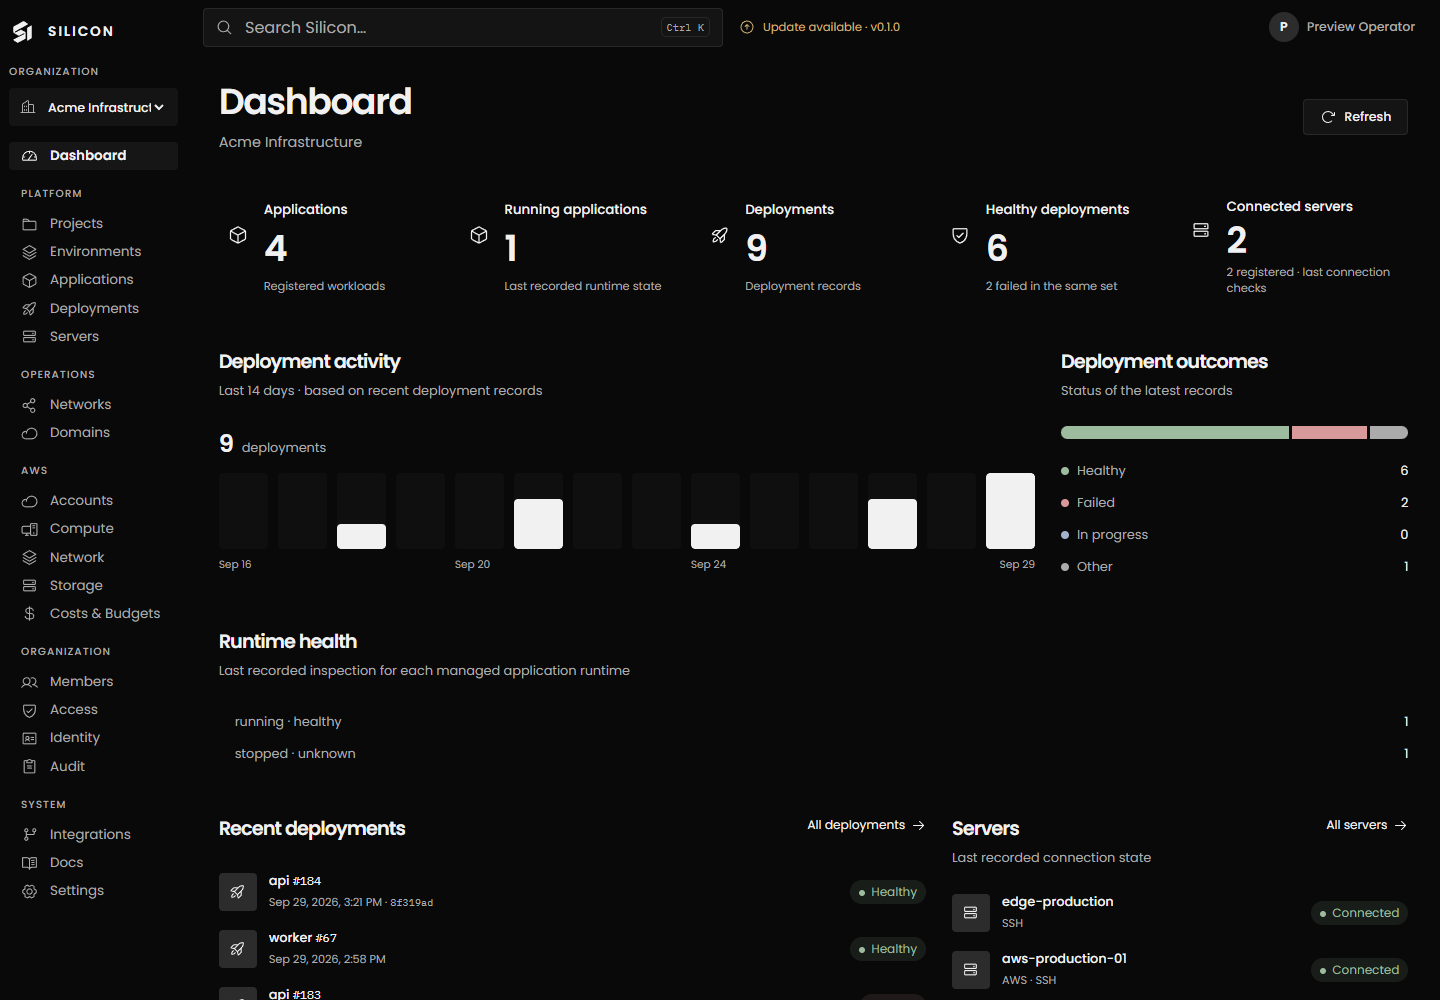 SILICON
Search Silicon...
Ctrl K
Update available · v0.1.0
P
Preview Operator
ORGANIZATION
Acme Infrastruct
Dashboard
PLATFORM
Projects
Environments
Applications
Deployments
Servers
OPERATIONS
Networks
Domains
AWS
Accounts
Compute
Network
Storage
Costs & Budgets
ORGANIZATION
Members
Access
Identity
Audit
SYSTEM
Integrations
Docs
Settings
Dashboard
Acme Infrastructure
Refresh
Applications
4
Registered workloads
Running applications
1
Last recorded runtime state
Deployments
9
Deployment records
Healthy deployments
6
2 failed in the same set
Connected servers
2
2 registered · last connection
checks
Deployment activity
Last 14 days · based on recent deployment records
9 deployments
Sep 16
Sep 20
Sep 24
Sep 29
Deployment outcomes
Status of the latest records
Healthy 6
Failed 2
In progress 0
Other 1
Runtime health
Last recorded inspection for each managed application runtime
running · healthy 1
stopped · unknown 1
Recent deployments
All deployments →
api #184
Sep 29, 2026, 3:21 PM · 8f319ad
Healthy
worker #67
Sep 29, 2026, 2:58 PM
Healthy
api #183
Servers
All servers →
Last recorded connection state
edge-production
SSH
Connected
aws-production-01
AWS · SSH
Connected